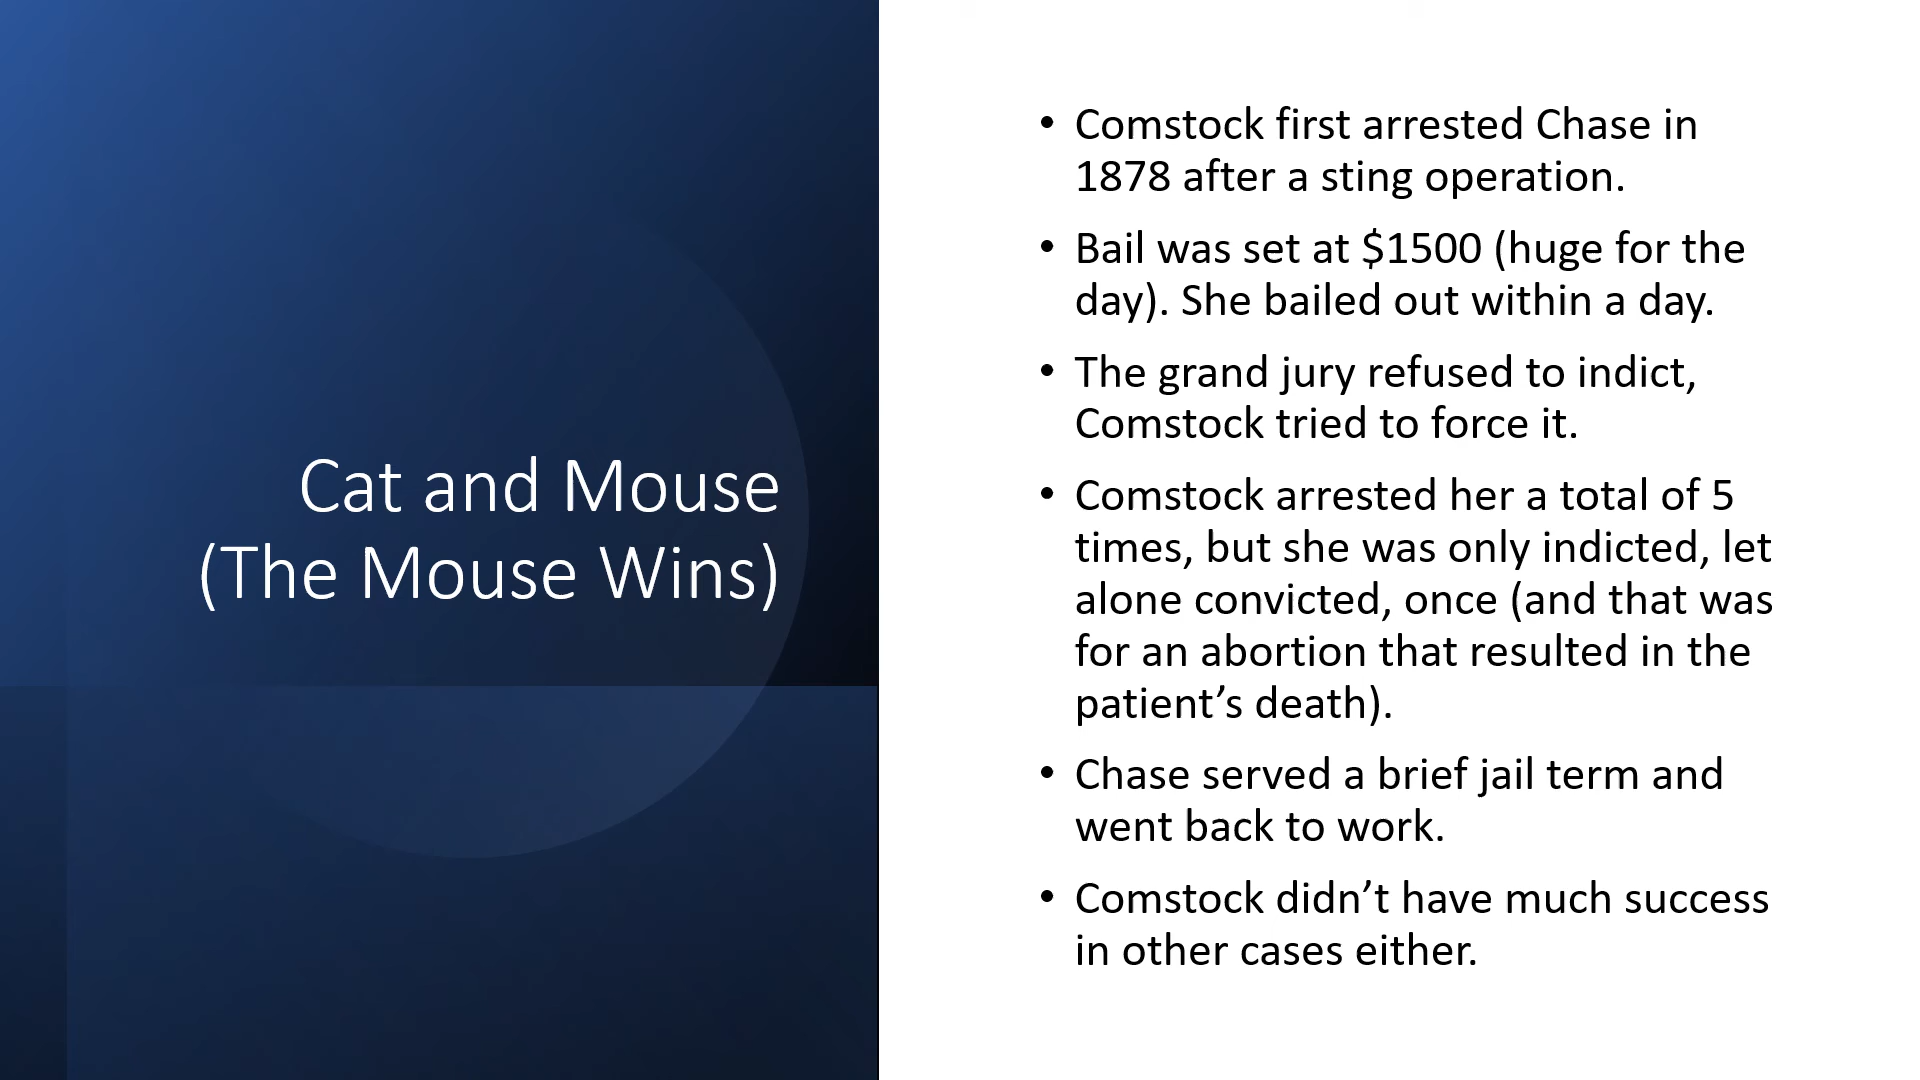 Cat and Mouse
(The Mouse Wins)
• Comstock first arrested Chase in
1878 after a sting operation.
• Bail was set at $1500 (huge for the
day). She bailed out within a day.
• The grand jury refused to indict,
Comstock tried to force it.
• Comstock arrested her a total of 5
times, but she was only indicted, let
alone convicted, once (and that was
for an abortion that resulted in the
patient’s death).
• Chase served a brief jail term and
went back to work.
• Comstock didn’t have much success
in other cases either.